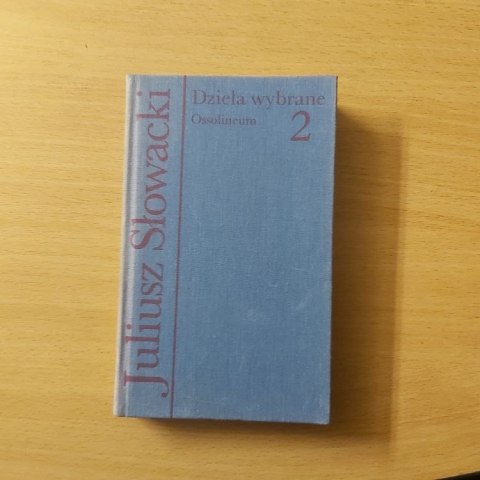 Juliusz Słowacki
Dzieła wybrane
Ossolineum
2